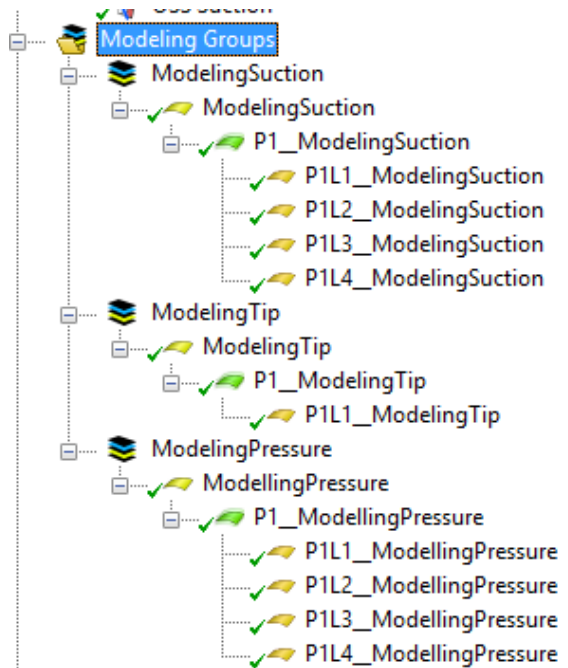 Modeling Groups
ModelingSuction
ModelingSuction
P1__ModelingSuction
P1L1__ModelingSuction
P1L2__ModelingSuction
P1L3__ModelingSuction
P1L4__ModelingSuction
ModelingTip
ModelingTip
P1__ModelingTip
P1L1__ModelingTip
ModelingPressure
ModellingPressure
P1__ModellingPressure
P1L1__ModellingPressure
P1L2__ModellingPressure
P1L3__ModellingPressure
P1L4__ModellingPressure